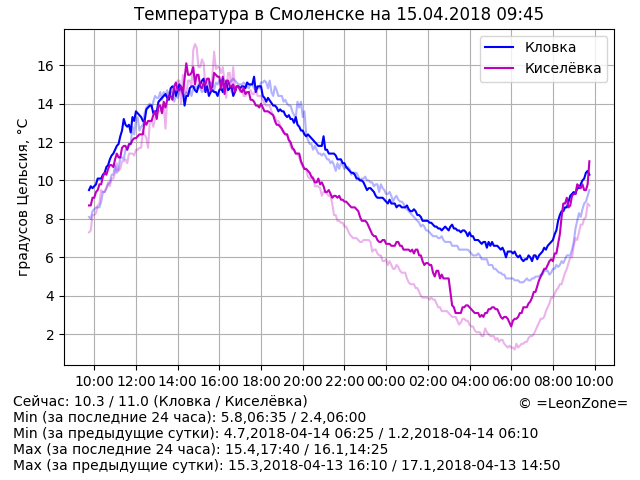 Температура в Смоленске на 15.04.2018 09:45
Кловка
Киселёвка
градусов Цельсия, °C
16
14
12
10
8
6
4
2
10:00 12:00 14:00 16:00 18:00 20:00 22:00 00:00 02:00 04:00 06:00 08:00 10:00
Сейчас: 10.3 / 11.0 (Кловка / Киселёвка)
© =LeonZone=
Min (за последние 24 часа): 5.8,06:35 / 2.4,06:00
Min (за предыдущие сутки): 4.7,2018-04-14 06:25 / 1.2,2018-04-14 06:10
Max (за последние 24 часа): 15.4,17:40 / 16.1,14:25
Max (за предыдущие сутки): 15.3,2018-04-13 16:10 / 17.1,2018-04-13 14:50